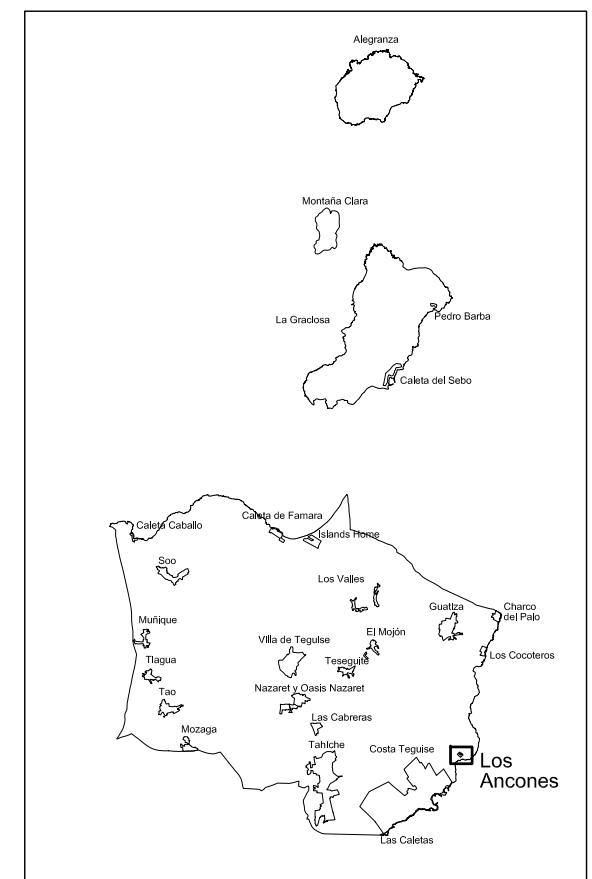 Alegranza
Montaña Clara
La Graciosa
Pedro Barba
Caleta del Sebo
Caleta Caballo
Caleta de Famara
Islands Home
Soo
Los Valles
Guatiza
Charco
del Palo
Muñique
Villa de Teguise
El Mojón
Los Cocoteros
Tiagua
Teseguite
Tao
Nazaret y Oasis Nazaret
Las Cabreras
Mozaga
Tahiche
Costa Teguise
Los
Ancones
Las Caletas